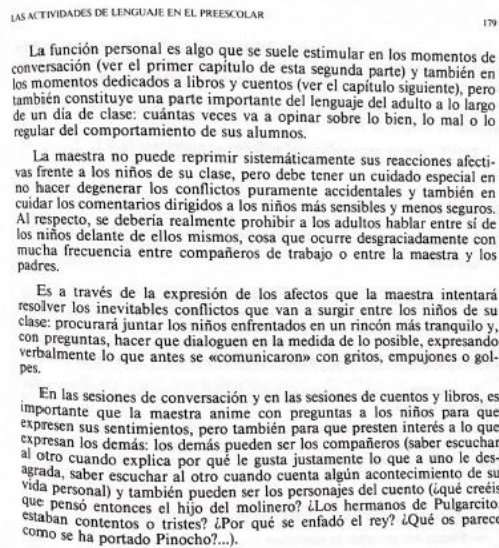 LAS ACTIVIDADES DE LENGUAJE EN EL PREESCOLAR
179
La función personal es algo que se suele estimular en los momentos de
conversación (ver el primer capítulo de esta segunda parte) y también en
los momentos dedicados a libros y cuentos (ver el capítulo siguiente), pero
también constituye una parte importante del lenguaje del adulto a lo largo
de un día de clase: cuántas veces va a opinar sobre lo bien, lo mal o lo
regular del comportamiento de sus alumnos.
La maestra no puede reprimir sistemáticamente sus reacciones afecti-
vas frente a los niños de su clase, pero debe tener un cuidado especial en
no hacer degenerar los conflictos puramente accidentales y también en
cuidar los comentarios dirigidos a los niños más sensibles y menos seguros.
Al respecto, se debería realmente prohibir a los adultos hablar entre sí de
los niños delante de ellos mismos, cosa que ocurre desgraciadamente con
mucha frecuencia entre compañeros de trabajo o entre la maestra y los
padres.
Es a través de la expresión de los afectos que la maestra intentará
resolver los inevitables conflictos que van a surgir entre los niños de su
clase: procurará juntar los niños enfrentados en un rincón más tranquilo y,
con preguntas, hacer que dialoguen en la medida de lo posible, expresando
verbalmente lo que antes se «comunicaron» con gritos, empujones o gol-
pes.
En las sesiones de conversación y en las sesiones de cuentos y libros, es
importante que la maestra anime con preguntas a los niños para que
expresen sus sentimientos, pero también para que presten interés a lo que
expresan los demás: los demás pueden ser los compañeros (saber escuchar
al otro cuando explica por qué le gusta justamente lo que a uno le des-
agrada, saber escuchar al otro cuando cuenta algún acontecimiento de su
vida personal) y también pueden ser los personajes del cuento (¿qué creéis
que pensó entonces el hijo del molinero? ¿Los hermanos de Pulgarcito,
estaban contentos o tristes? ¿Por qué se enfadó el rey? ¿Qué os parece
como se ha portado Pinocho?...).